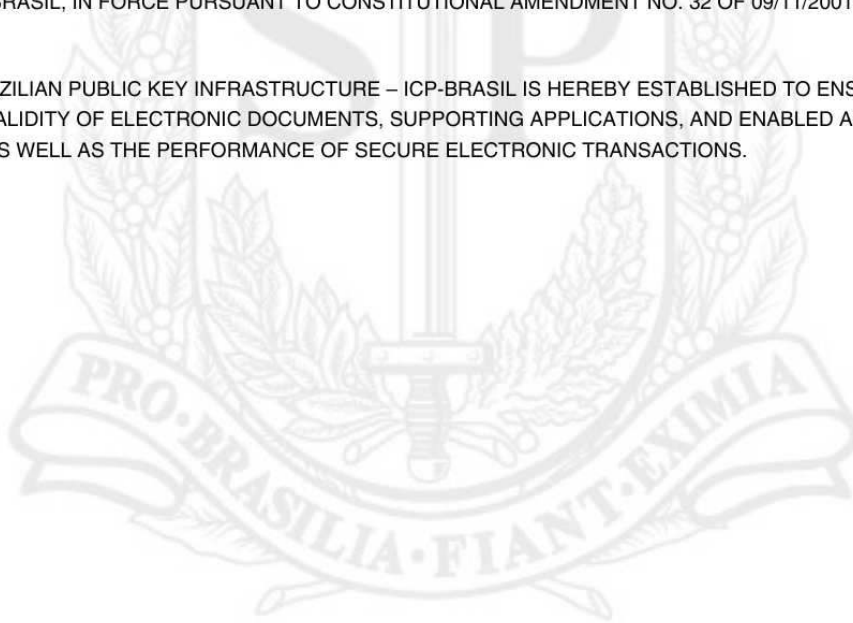 BRASIL, IN FORCE PURSUANT TO CONSTITUTIONAL AMENDMENT NO. 32 OF 09/11/2001
ZILIAN PUBLIC KEY INFRASTRUCTURE – ICP-BRASIL IS HEREBY ESTABLISHED TO ENS
ALIDITY OF ELECTRONIC DOCUMENTS, SUPPORTING APPLICATIONS, AND ENABLED A
S WELL AS THE PERFORMANCE OF SECURE ELECTRONIC TRANSACTIONS.
SP
PRO·BRASILIA·FIANT·EXIMIA